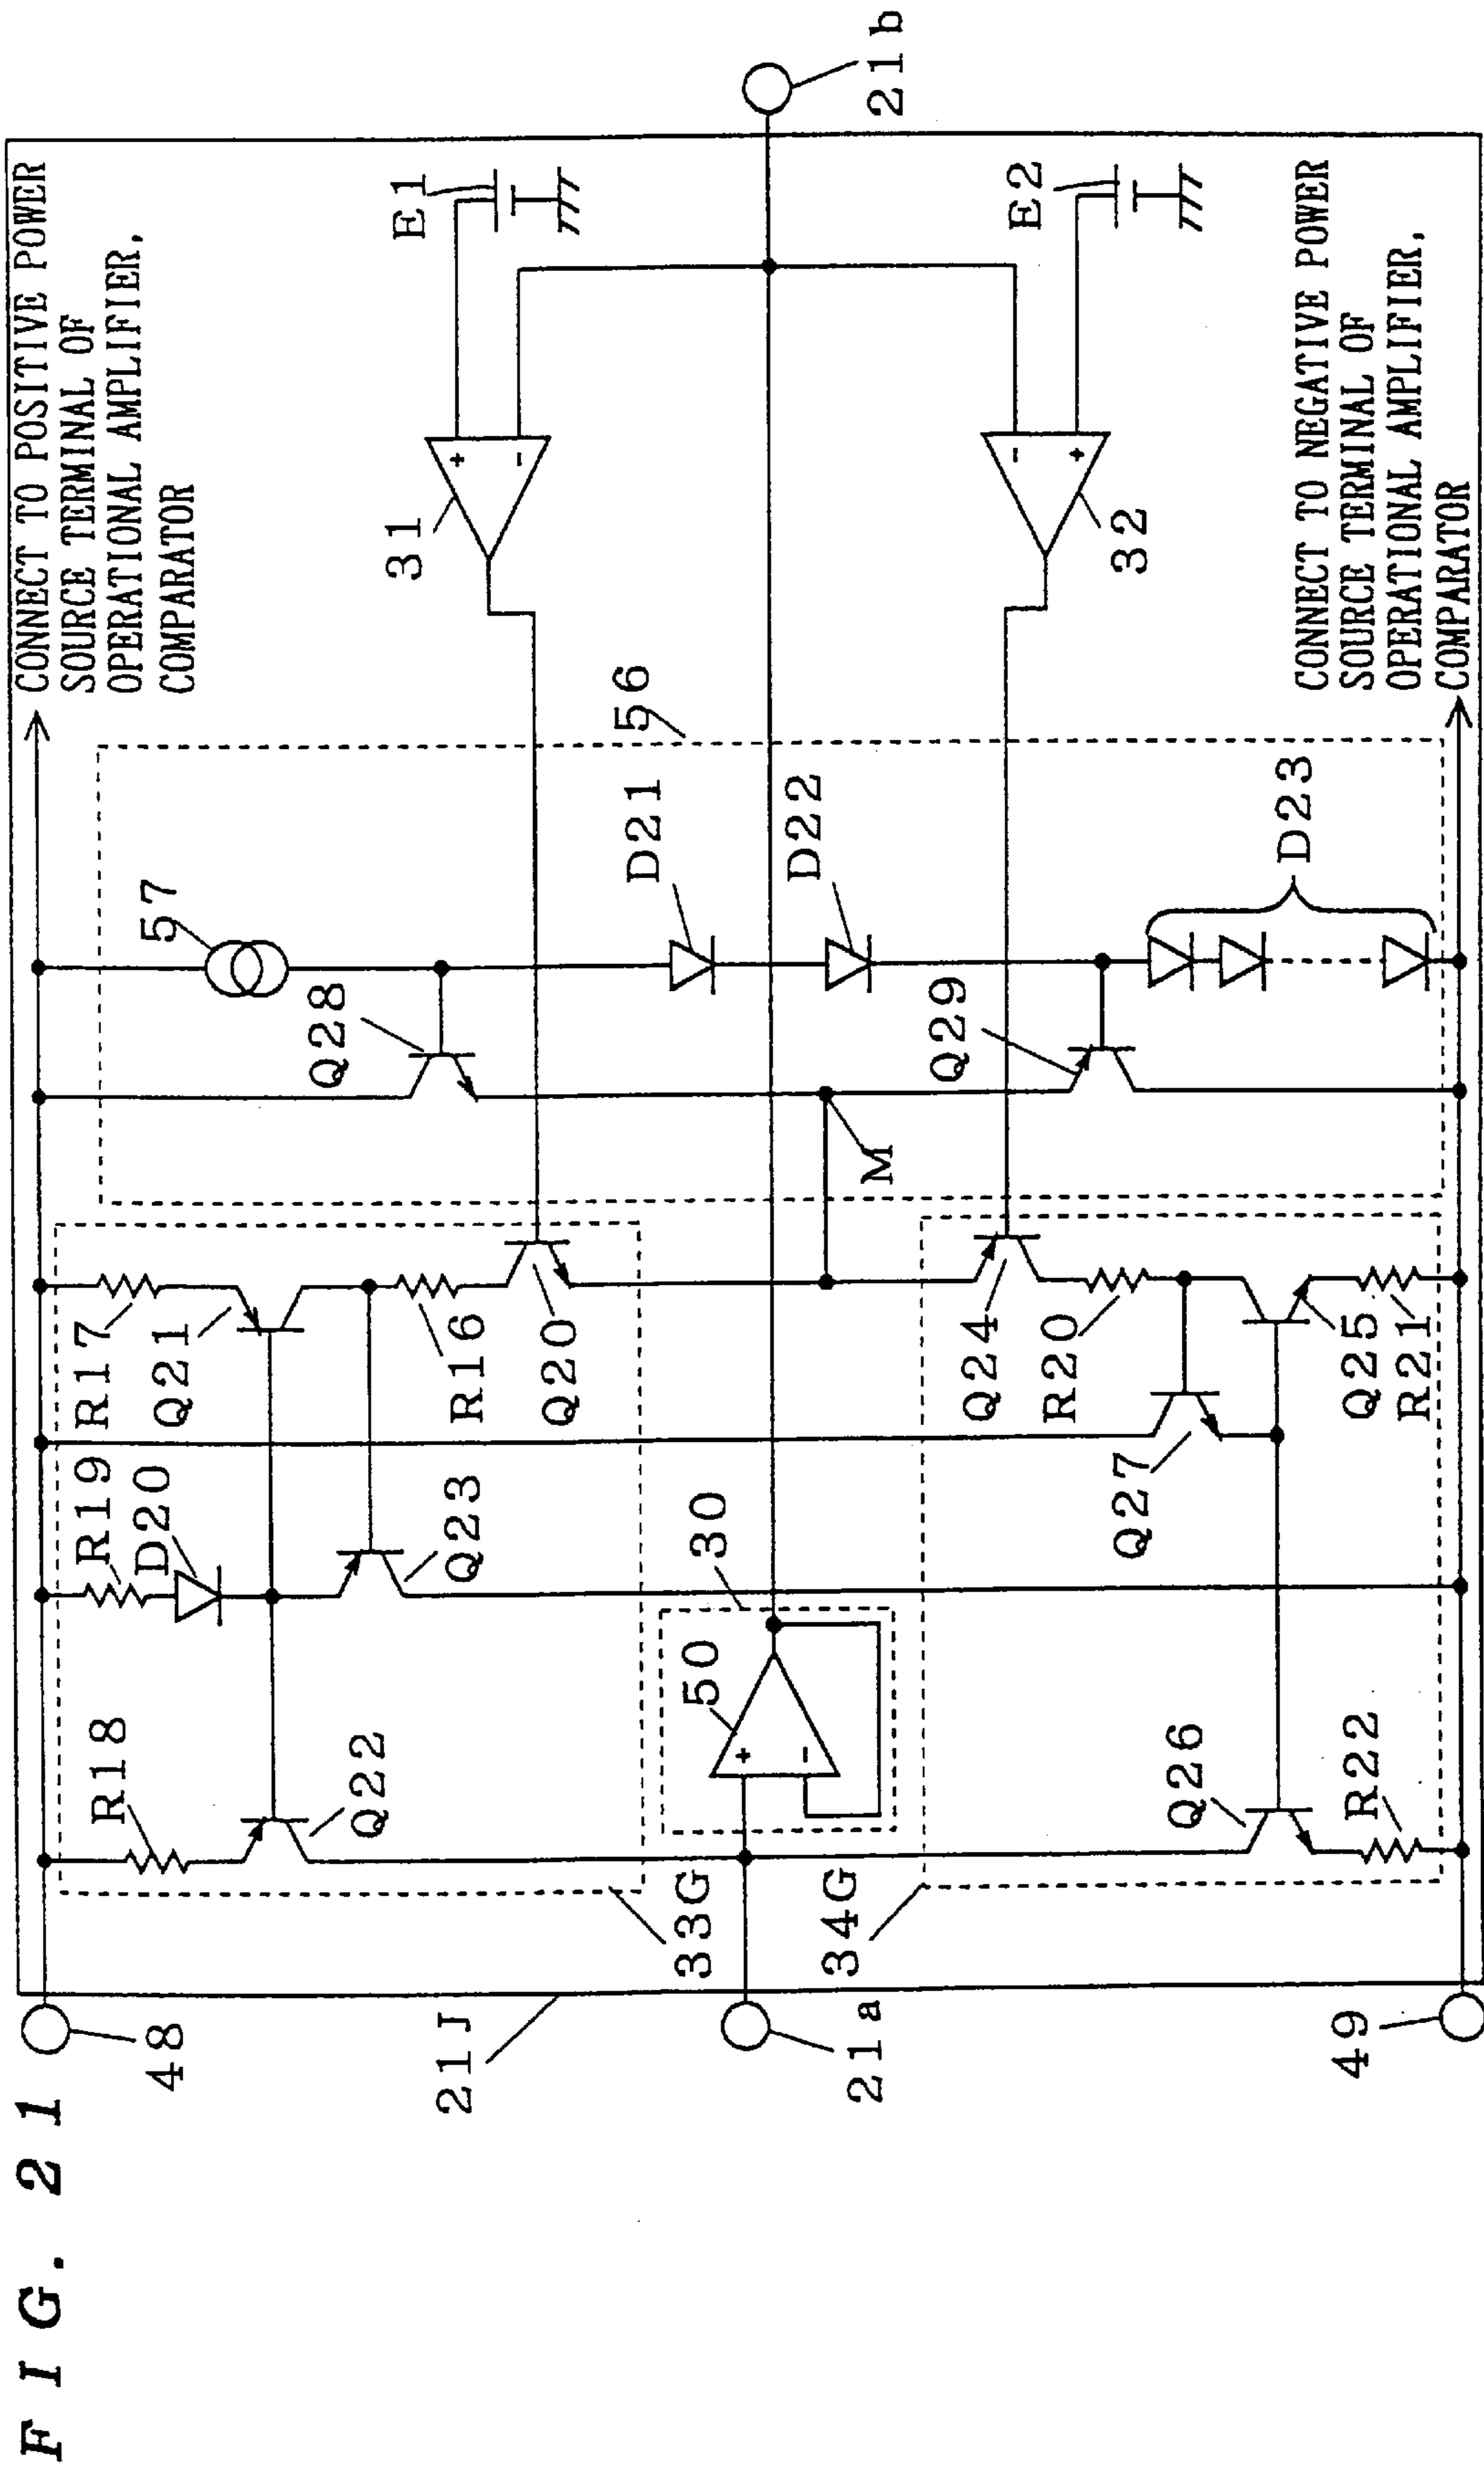 FIG. 21
CONNECT TO POSITIVE POWER
SOURCE TERMINAL OF
OPERATIONAL AMPLIFIER,
COMPARATOR
48
R18
R19
D20
R17
Q21
57
Q22
Q23
R16
Q20
Q28
31
+
-
E1
33G
21J
50
+
-
30
D21
56
21a
21b
M
D22
34G
Q24
R20
Q29
32
-
+
E2
Q27
Q26
R22
Q25
R21
D23
49
CONNECT TO NEGATIVE POWER
SOURCE TERMINAL OF
OPERATIONAL AMPLIFIER,
COMPARATOR